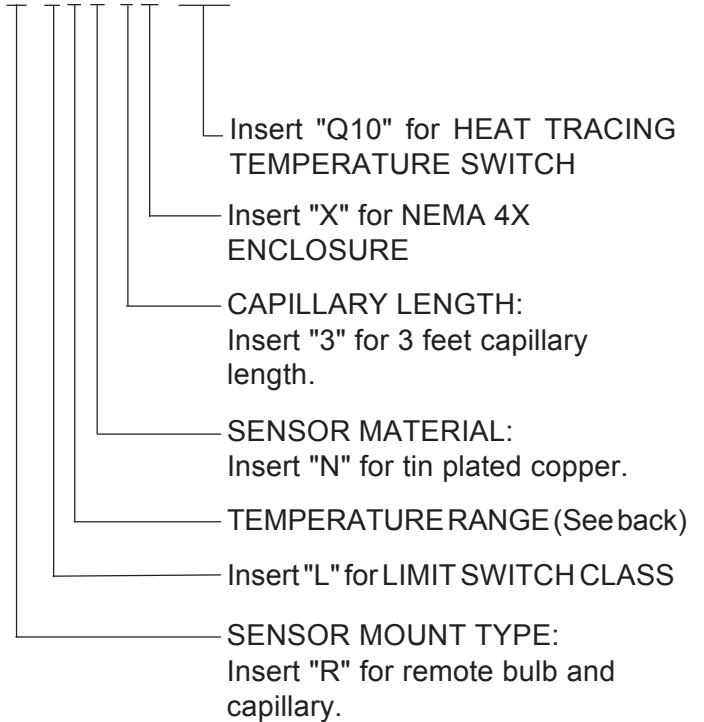 Insert "Q10" for HEAT TRACING
TEMPERATURE SWITCH
Insert "X" for NEMA 4X
ENCLOSURE
CAPILLARY LENGTH:
Insert "3" for 3 feet capillary
length.
SENSOR MATERIAL:
Insert "N" for tin plated copper.
TEMPERATURE RANGE (See back)
Insert "L" for LIMIT SWITCH CLASS
SENSOR MOUNT TYPE:
Insert "R" for remote bulb and
capillary.